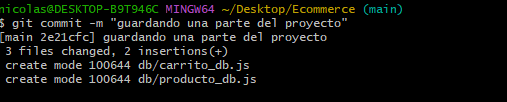 nicolas@DESKTOP-B9T946C MINGW64 ~/Desktop/Ecommerce (main)
$ git commit -m "guardando una parte del proyecto"
[main 2e21cfc] guardando una parte del proyecto
 3 files changed, 2 insertions(+)
 create mode 100644 db/carrito_db.js
 create mode 100644 db/producto_db.js